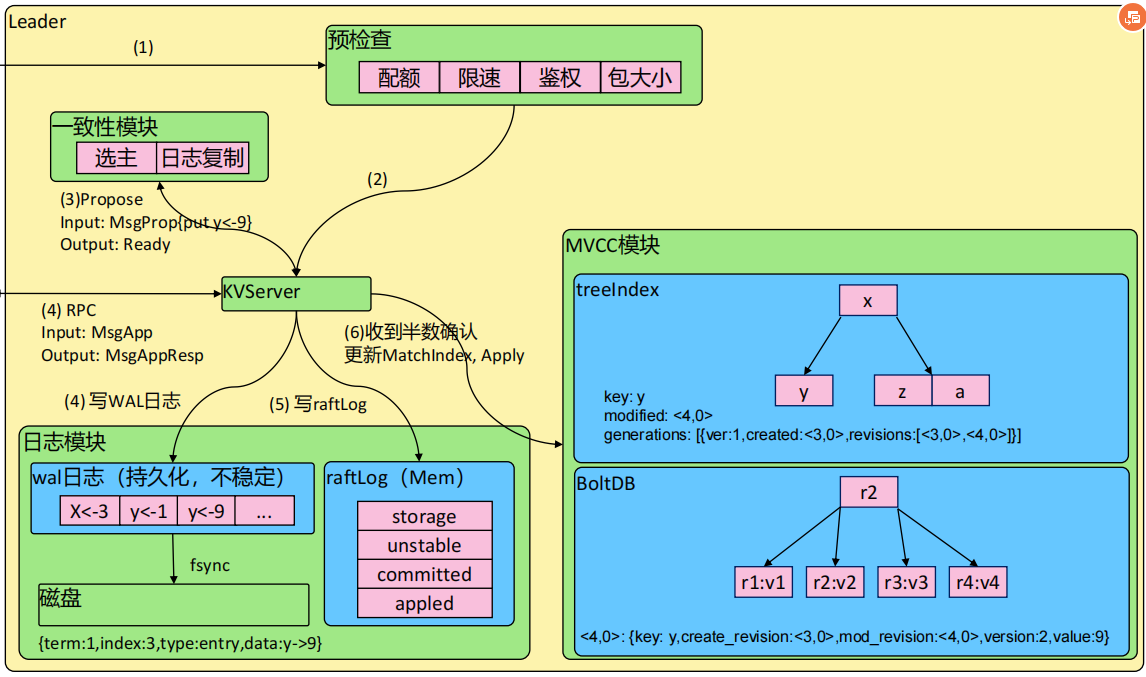 Leader
(1)
预检查
配额 限速 鉴权 包大小
一致性模块
选主 日志复制
(2)
(3)Propose
Input: MsgProp{put y<-9}
Output: Ready
KVServer
(4) RPC
Input: MsgApp
Output: MsgAppResp
(6)收到半数确认
更新MatchIndex, Apply
(4) 写WAL日志
(5) 写raftLog
日志模块
wal日志（持久化，不稳定）
X<-3 y<-1 y<-9 ...
fsync
磁盘
{term:1,index:3,type:entry,data:y->9}
raftLog（Mem）
storage
unstable
committed
appled
MVCC模块
treeIndex
x
y z a
key: y
modified: <4,0>
generations: [{ver:1,created:<3,0>,revisions:[<3,0>,<4,0>]}]
BoltDB
r2
r1:v1 r2:v2 r3:v3 r4:v4
<4,0>: {key: y,create_revision:<3,0>,mod_revision:<4,0>,version:2,value:9}